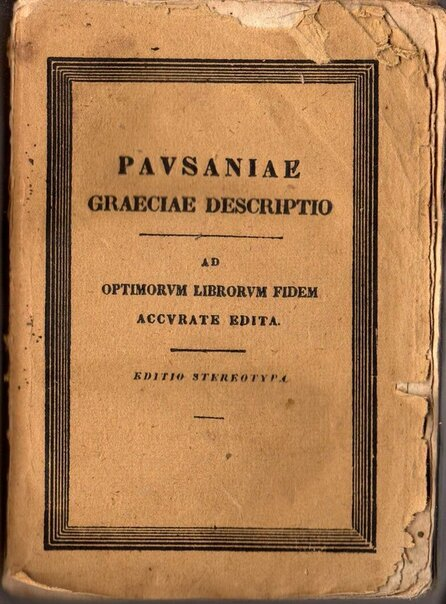 PAVSANIAE
GRAECIAE DESCRIPTIO
AD
OPTIMORVM LIBRORVM FIDEM
ACCVRATE EDITA.
EDITIO STEREOTYPA